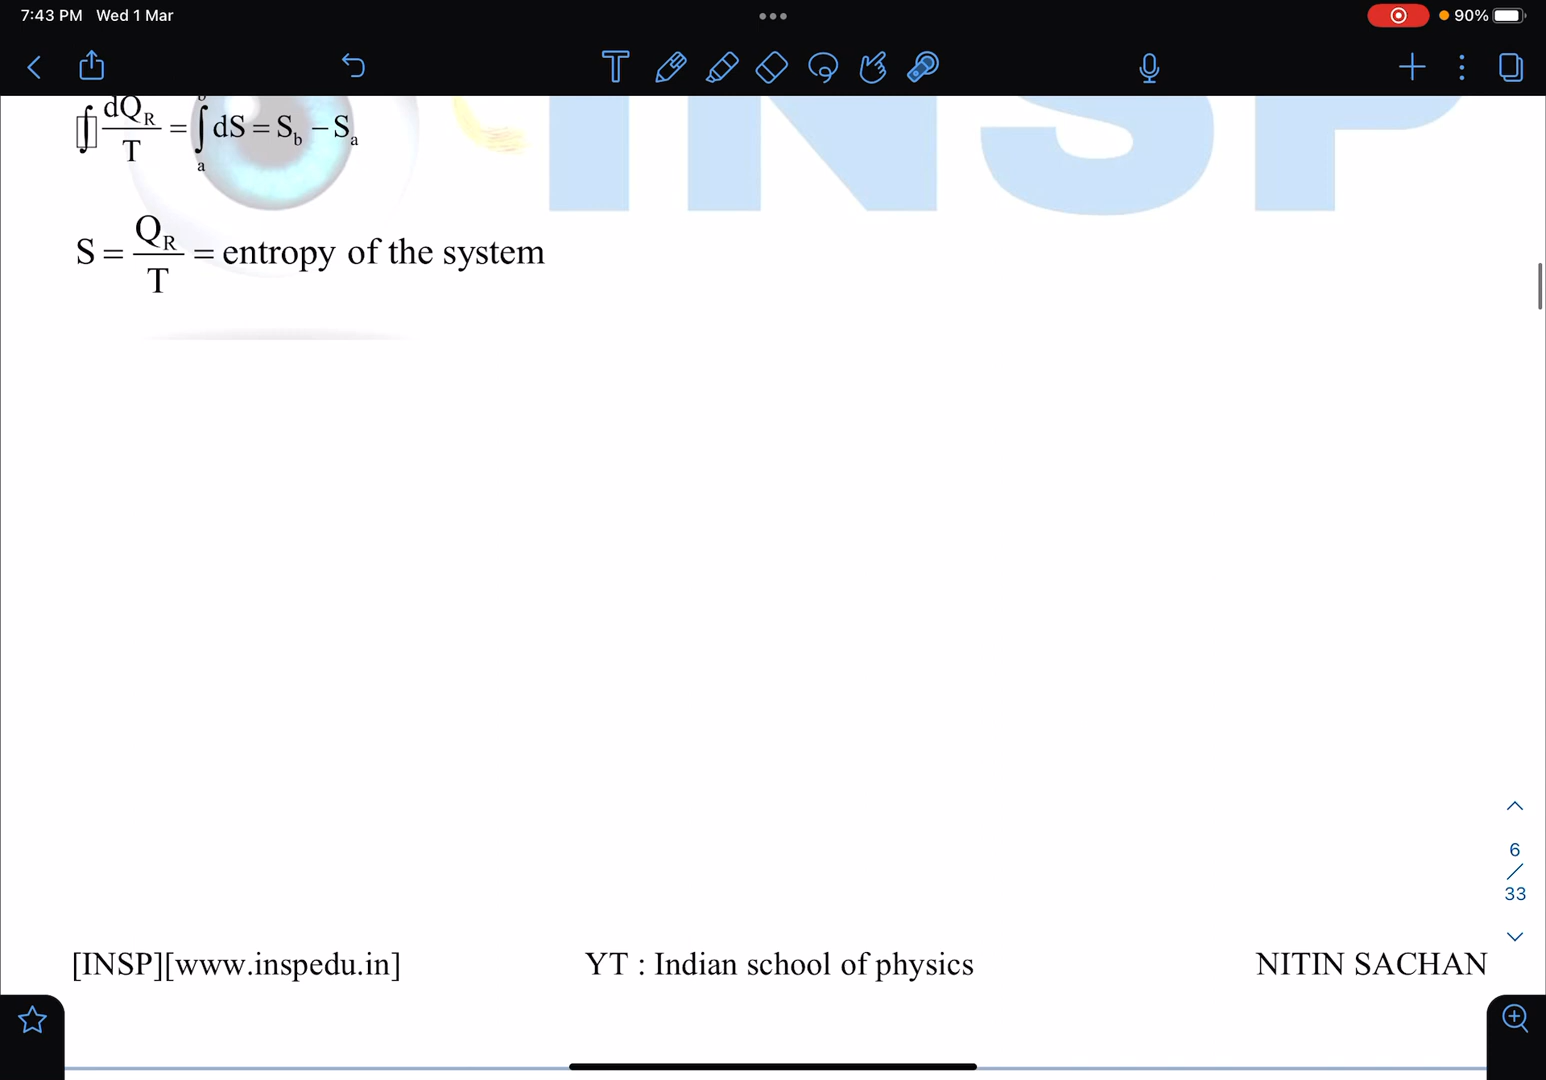 7:43 PM Wed 1 Mar
90%
INSP
∮ dQ_R/T = ∫_a^b dS = S_b − S_a
S = Q_R/T = entropy of the system
6
/
33
[INSP][www.inspedu.in] YT : Indian school of physics NITIN SACHAN